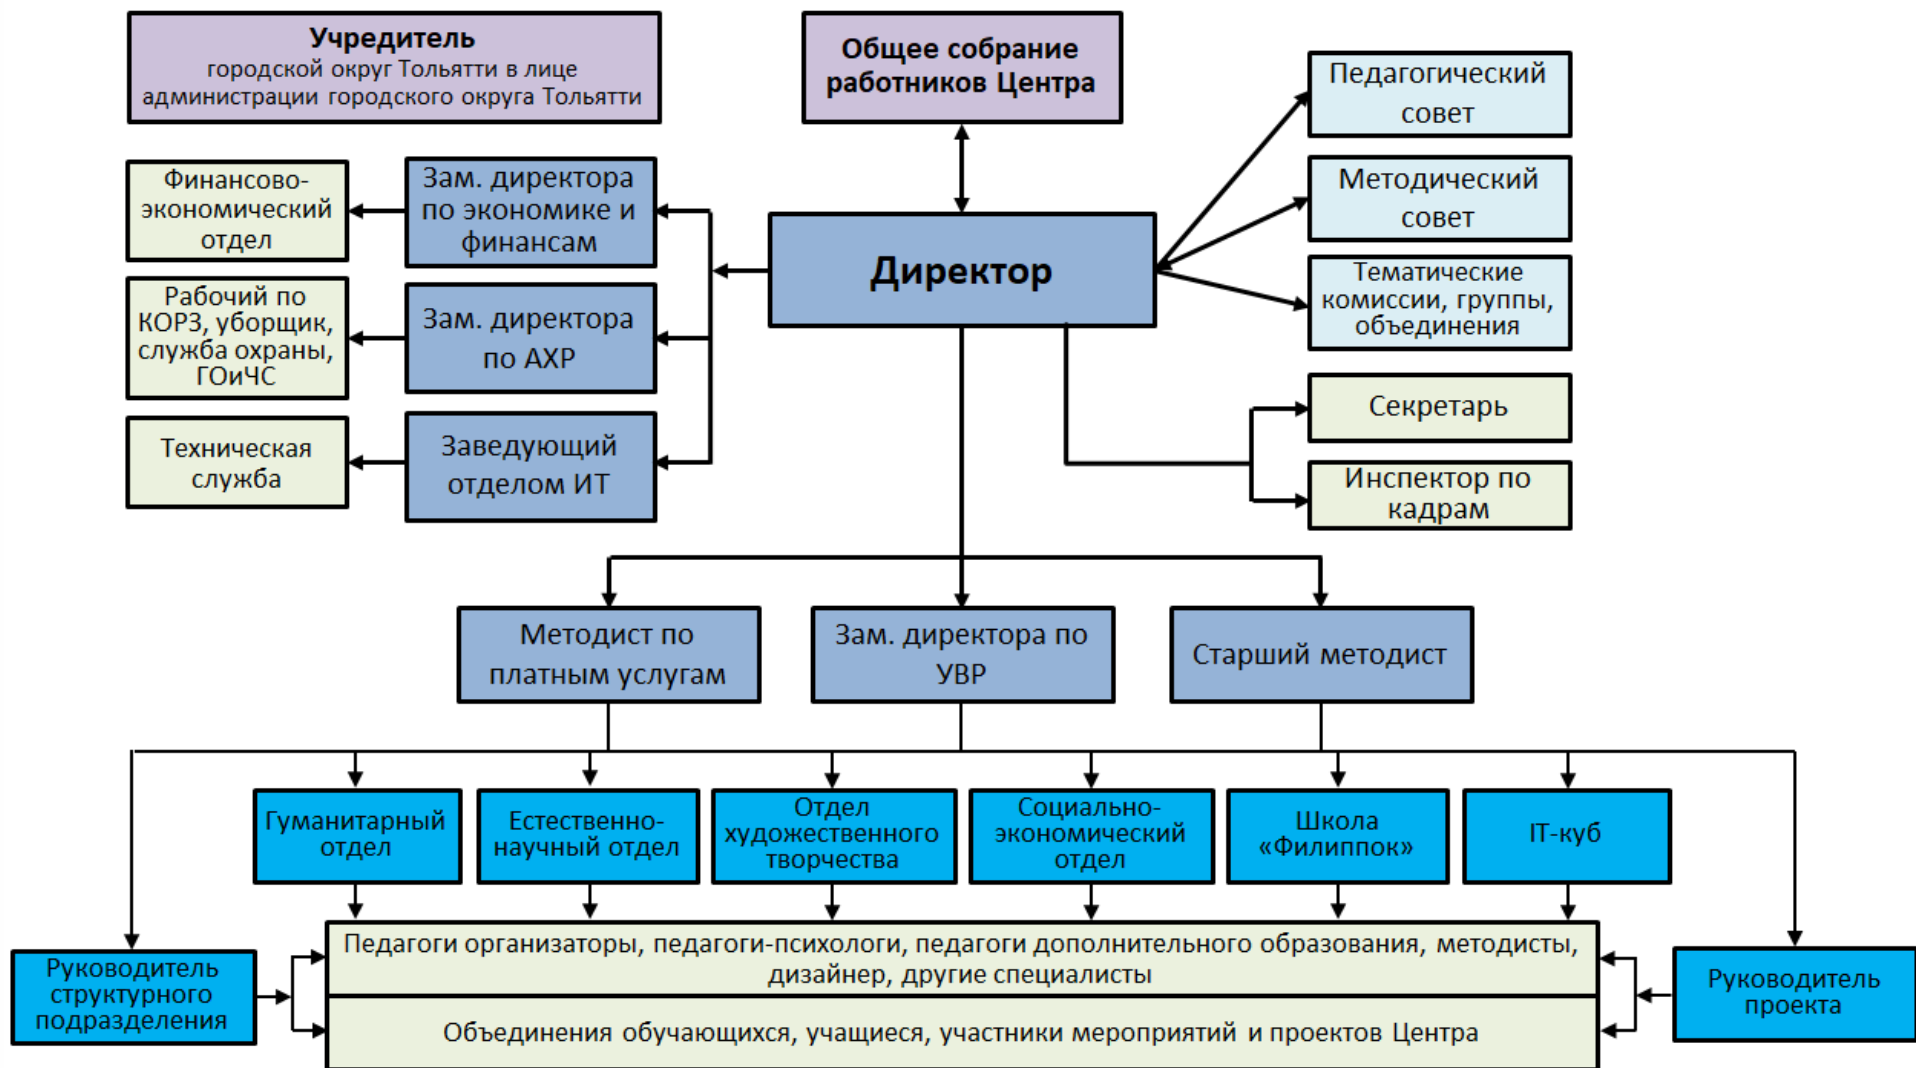 Учредитель
городской округ Тольятти в лице
администрации городского округа Тольятти
Общее собрание
работников Центра
Педагогический
совет
Методический
совет
Тематические
комиссии, группы,
объединения
Финансово-
экономический
отдел
Зам. директора
по экономике и
финансам
Директор
Рабочий по
КОРЗ, уборщик,
служба охраны,
ГОиЧС
Зам. директора
по АХР
Секретарь
Техническая
служба
Заведующий
отделом ИТ
Инспектор по
кадрам
Методист по
платным услугам
Зам. директора по
УВР
Старший методист
Гуманитарный
отдел
Естественно-
научный отдел
Отдел
художественного
творчества
Социально-
экономический
отдел
Школа
«Филиппок»
IT-куб
Руководитель
структурного
подразделения
Педагоги организаторы, педагоги-психологи, педагоги дополнительного образования, методисты,
дизайнер, другие специалисты
Объединения обучающихся, учащиеся, участники мероприятий и проектов Центра
Руководитель
проекта